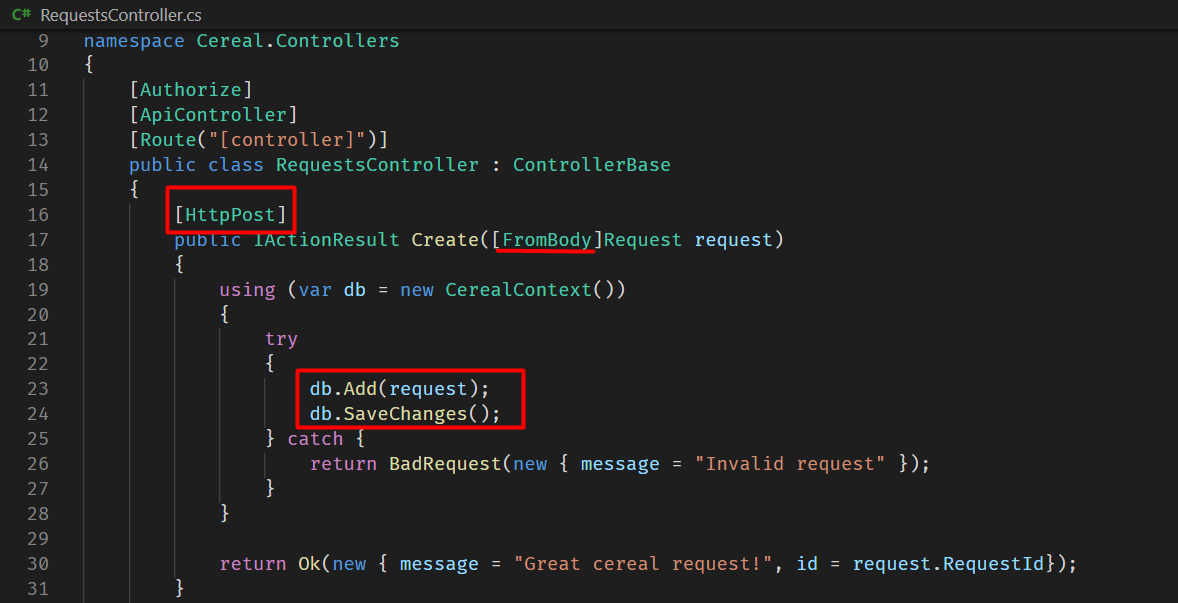 C# RequestsController.cs
9 namespace Cereal.Controllers
10 {
11 [Authorize]
12 [ApiController]
13 [Route("[controller]")]
14 public class RequestsController : ControllerBase
15 {
16 [HttpPost]
17 public IActionResult Create([FromBody]Request request)
18 {
19 using (var db = new CerealContext())
20 {
21 try
22 {
23 db.Add(request);
24 db.SaveChanges();
25 } catch {
26 return BadRequest(new { message = "Invalid request" });
27 }
28 }
29
30 return Ok(new { message = "Great cereal request!", id = request.RequestId});
31 }